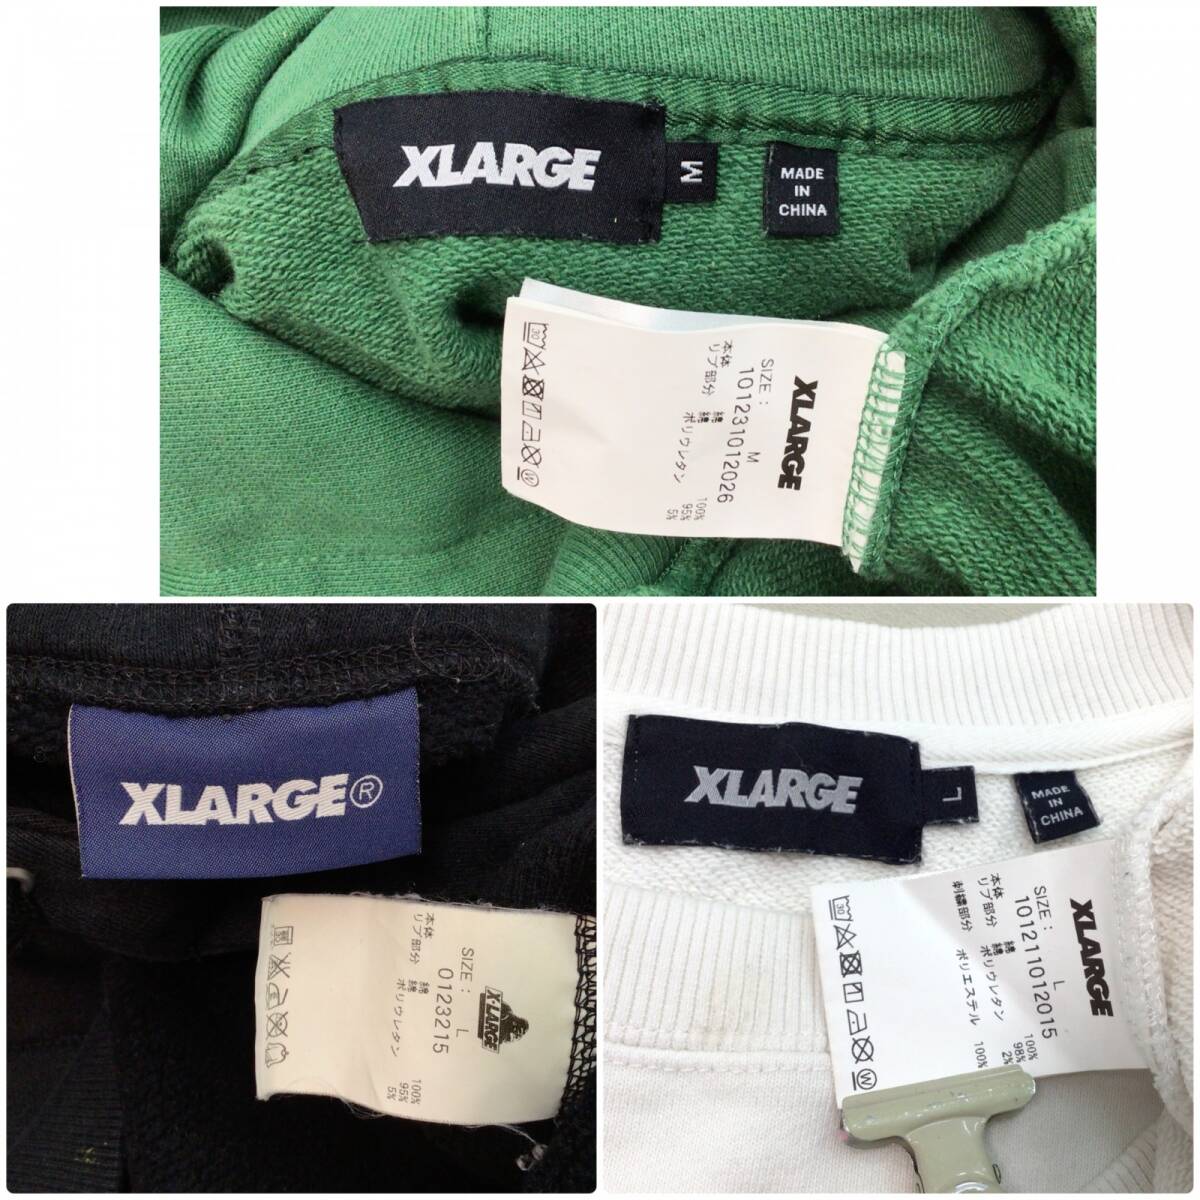 XLARGE
M
MADE
IN
CHINA
XLARGE
SIZE: M
101231012026
本体 綿 100%
リブ部分 綿 95%
ポリウレタン 5%
30
W
XLARGE®
X-LARGE
SIZE: L
0123215
本体 綿 100%
リブ部分 綿 95%
ポリウレタン 5%
XLARGE
L
MADE
IN
CHINA
XLARGE
SIZE: L
101211012015
本体 綿 100%
リブ部分 綿 98%
ポリウレタン 2%
刺繍部分 ポリエステル 100%
30
W